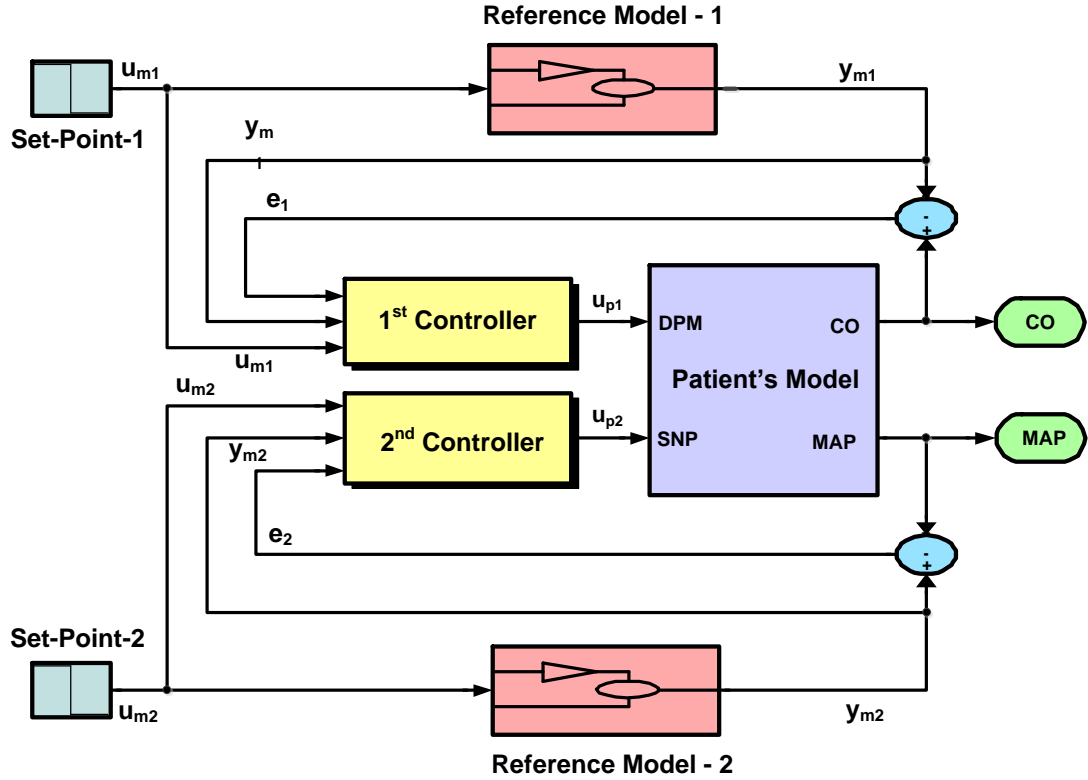 Reference Model - 1
um1
ym1
Set-Point-1
ym
1
e1
-
+
1st Controller
up1
DPM
CO
CO
um1
Patient's Model
um2
2nd Controller
up2
SNP
MAP
MAP
ym2
e2
-
+
Set-Point-2
um2
ym2
Reference Model - 2